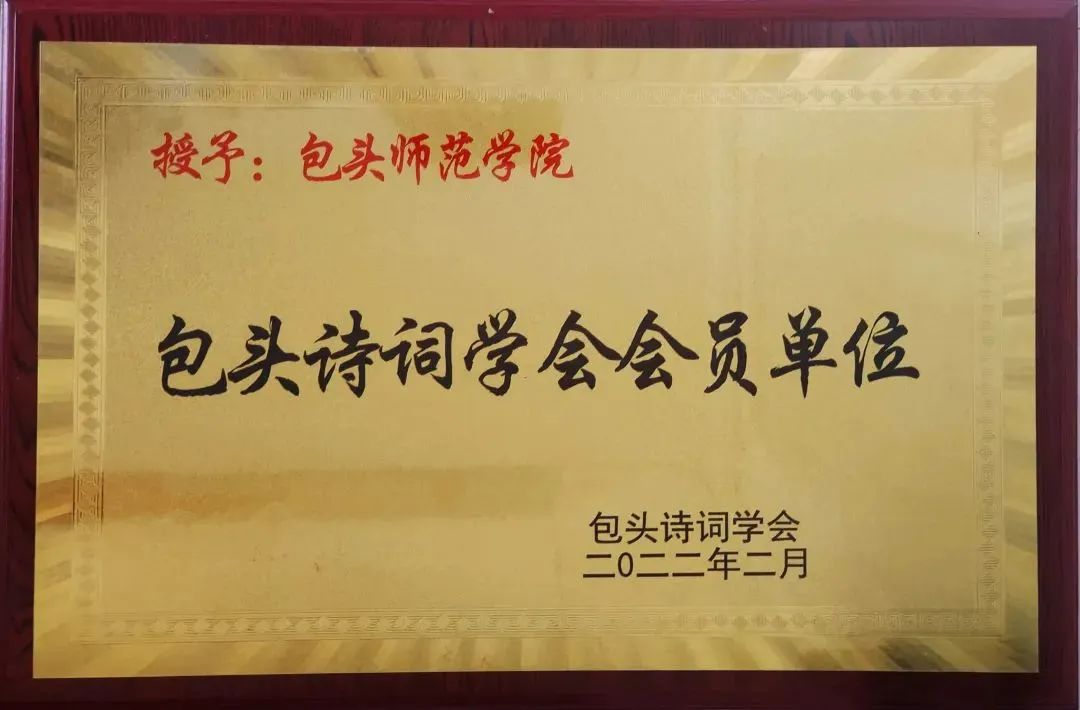 授予：包头师范学院
包头诗词学会会员单位
包头诗词学会
二0二二年二月